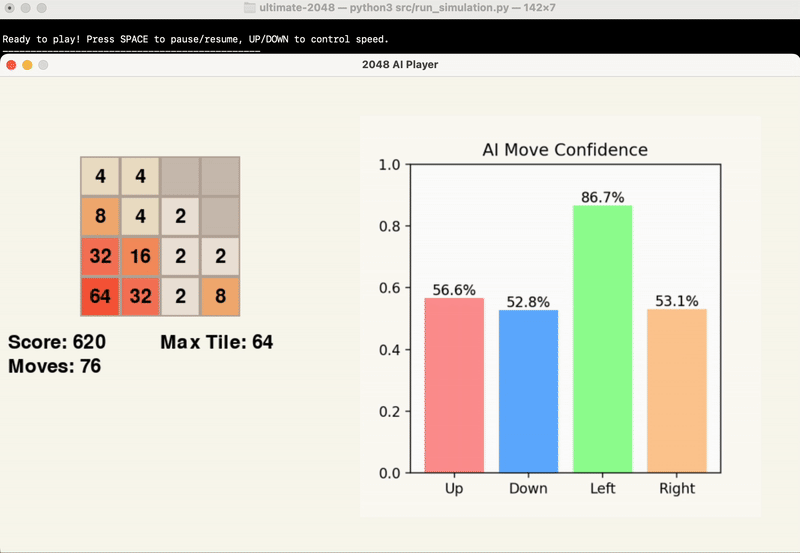 ultimate-2048 — python3 src/run_simulation.py — 142×7
Ready to play! Press SPACE to pause/resume, UP/DOWN to control speed.
2048 AI Player
4 4
8 4 2
32 16 2 2
64 32 2 8
Score: 620 Max Tile: 64
Moves: 76
AI Move Confidence
1.0
0.8
0.6
0.4
0.2
0.0
56.6% 52.8% 86.7% 53.1%
Up Down Left Right